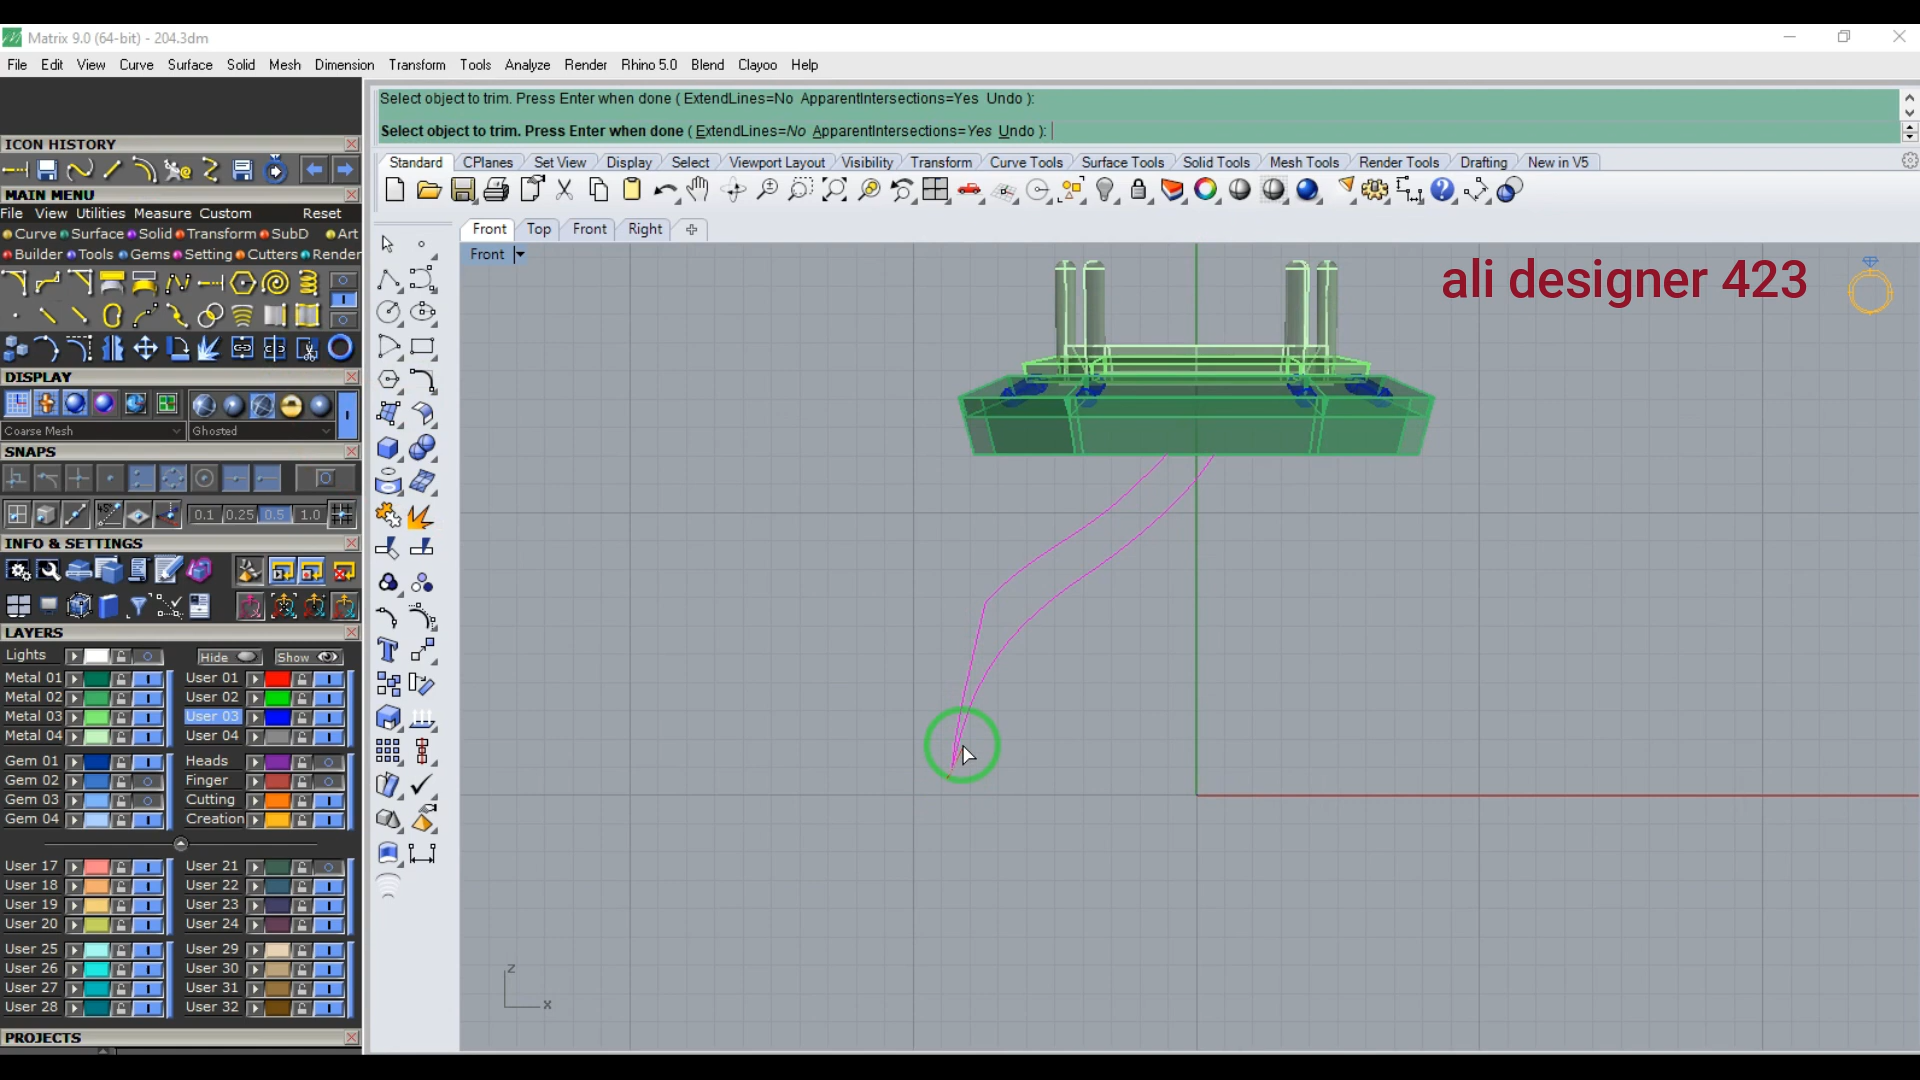 Matrix 9.0 (64-bit) - 204.3dm
File Edit View Curve Surface Solid Mesh Dimension Transform Tools Analyze Render Rhino 5.0 Blend Clayoo Help
Select object to trim. Press Enter when done ( ExtendLines=No ApparentIntersections=Yes Undo ):
Select object to trim. Press Enter when done ( ExtendLines=No ApparentIntersections=Yes Undo ):
Standard CPlanes Set View Display Select Viewport Layout Visibility Transform Curve Tools Surface Tools Solid Tools Mesh Tools Render Tools Drafting New in V5
Front Top Front Right
Front
ali designer 423
z
x
ICON HISTORY
MAIN MENU
File View Utilities Measure Custom Reset
Curve Surface Solid Transform SubD Art
Builder Tools Gems Setting Cutters Render
DISPLAY
Coarse Mesh Ghosted
SNAPS
45°
0.1 0.25 0.5 1.0
INFO & SETTINGS
LAYERS
Lights Hide Show
Metal 01 User 01
Metal 02 User 02
Metal 03 User 03
Metal 04 User 04
Gem 01 Heads
Gem 02 Finger
Gem 03 Cutting
Gem 04 Creation
User 17 User 21
User 18 User 22
User 19 User 23
User 20 User 24
User 25 User 29
User 26 User 30
User 27 User 31
User 28 User 32
PROJECTS